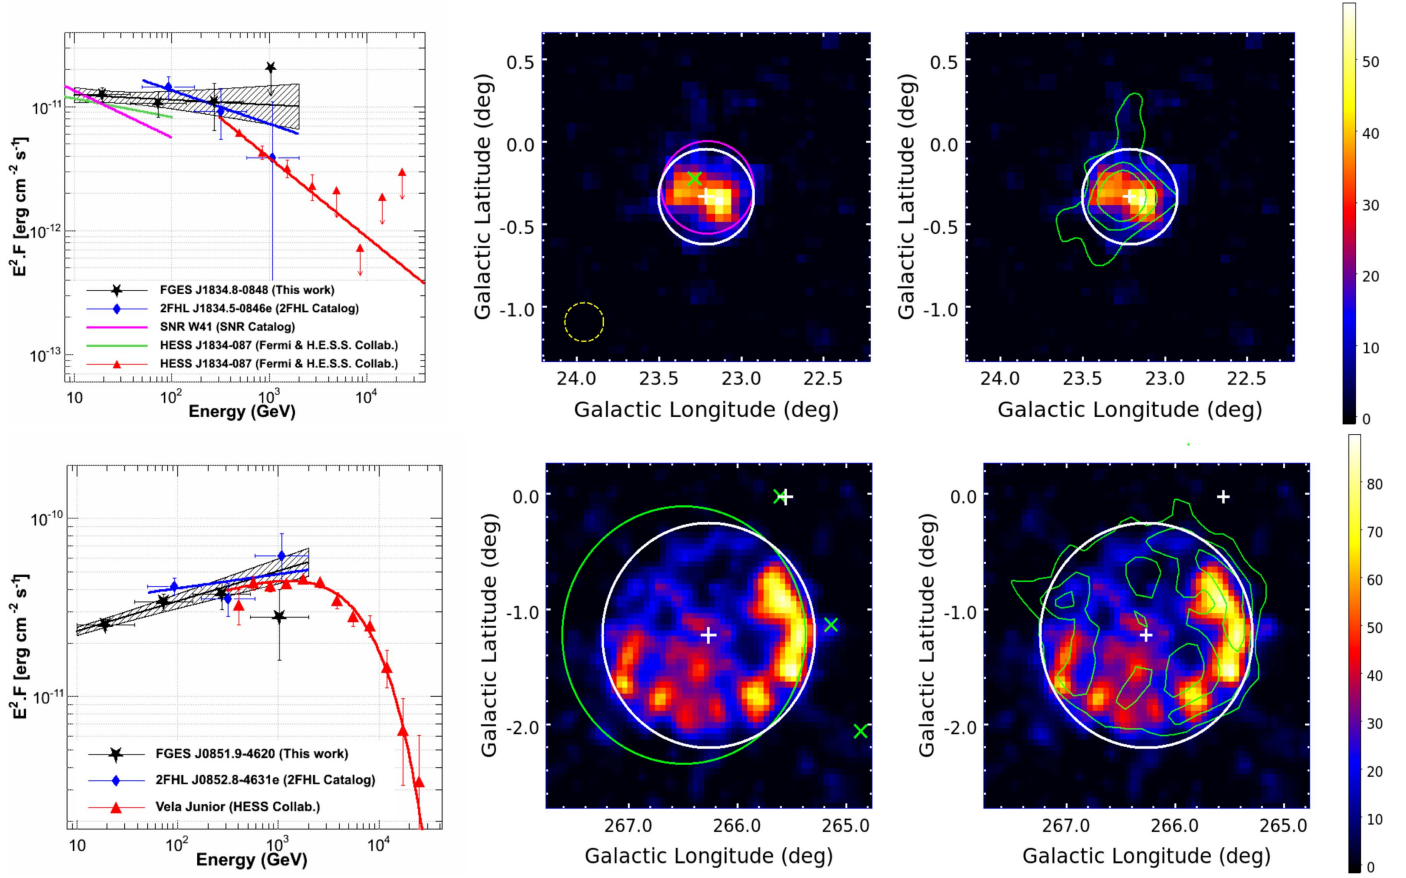 10⁻¹¹
10⁻¹²
10⁻¹³
E².F [erg cm⁻² s⁻¹]
FGES J1834.8-0848 (This work)
2FHL J1834.5-0846e (2FHL Catalog)
SNR W41 (SNR Catalog)
HESS J1834-087 (Fermi & H.E.S.S. Collab.)
HESS J1834-087 (Fermi & H.E.S.S. Collab.)
10 10² 10³ 10⁴
Energy (GeV)
0.5
0.0
-0.5
-1.0
Galactic Latitude (deg)
24.0 23.5 23.0 22.5
Galactic Longitude (deg)
0.5
0.0
-0.5
-1.0
Galactic Latitude (deg)
24.0 23.5 23.0 22.5
Galactic Longitude (deg)
50
40
30
20
10
0
10⁻¹⁰
10⁻¹¹
E².F [erg cm⁻² s⁻¹]
FGES J0851.9-4620 (This work)
2FHL J0852.8-4631e (2FHL Catalog)
Vela Junior (HESS Collab.)
10 10² 10³ 10⁴
Energy (GeV)
0.0
-1.0
-2.0
Galactic Latitude (deg)
267.0 266.0 265.0
Galactic Longitude (deg)
0.0
-1.0
-2.0
Galactic Latitude (deg)
267.0 266.0 265.0
Galactic Longitude (deg)
80
70
60
50
40
30
20
10
0